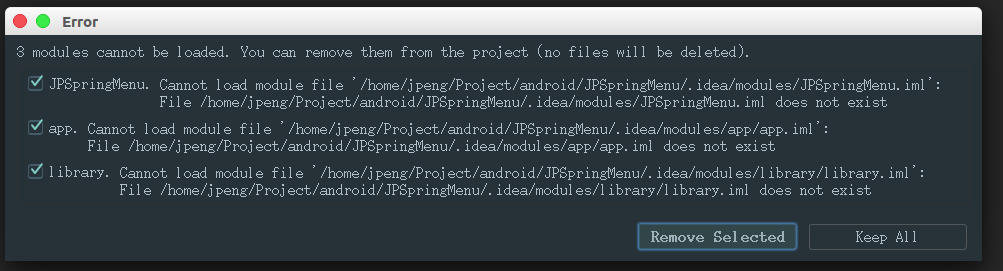 Error
3 modules cannot be loaded. You can remove them from the project (no files will be deleted).
JPSpringMenu. Cannot load module file '/home/jpeng/Project/android/JPSpringMenu/.idea/modules/JPSpringMenu.iml':
File /home/jpeng/Project/android/JPSpringMenu/.idea/modules/JPSpringMenu.iml does not exist
app. Cannot load module file '/home/jpeng/Project/android/JPSpringMenu/.idea/modules/app/app.iml':
File /home/jpeng/Project/android/JPSpringMenu/.idea/modules/app/app.iml does not exist
library. Cannot load module file '/home/jpeng/Project/android/JPSpringMenu/.idea/modules/library/library.iml':
File /home/jpeng/Project/android/JPSpringMenu/.idea/modules/library/library.iml does not exist
Remove Selected Keep All